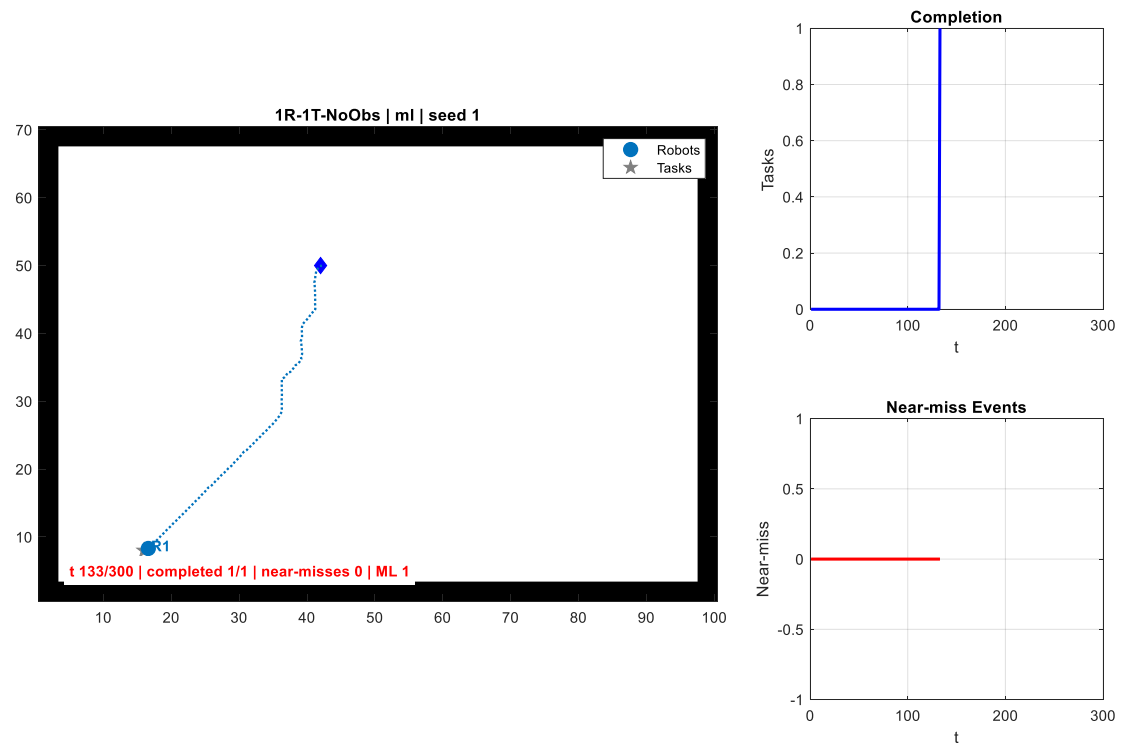 1R-1T-NoObs | ml | seed 1
70
60
50
40
30
20
10
10 20 30 40 50 60 70 80 90 100
Robots
Tasks
R1
t 133/300 | completed 1/1 | near-misses 0 | ML 1
Completion
1
0.8
0.6
0.4
0.2
0
Tasks
0 100 200 300
t
Near-miss Events
1
0.5
0
-0.5
-1
Near-miss
0 100 200 300
t